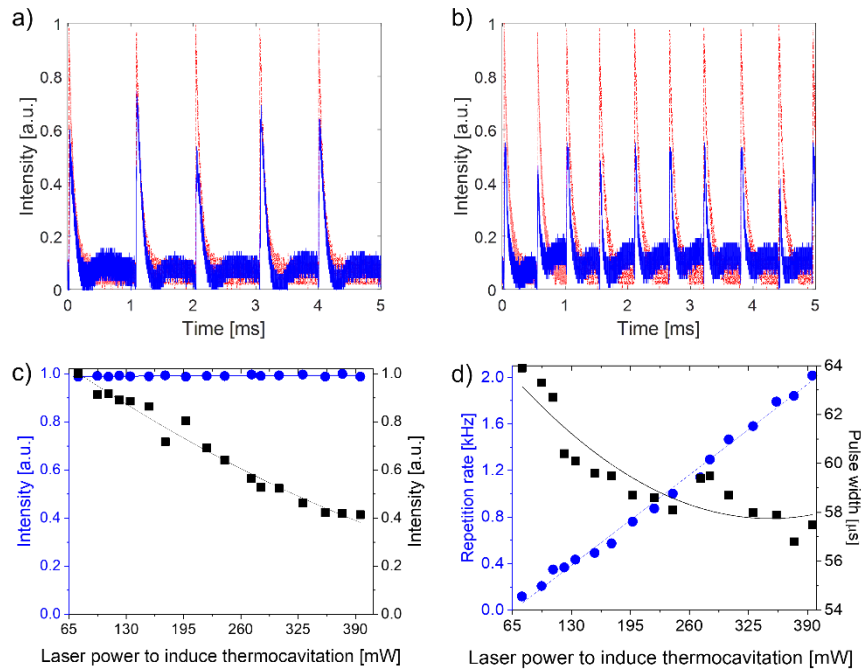 a)
Intensity [a.u.]
1
0.8
0.6
0.4
0.2
0
0 1 2 3 4 5
Time [ms]
b)
Intensity [a.u.]
1
0.8
0.6
0.4
0.2
0
0 1 2 3 4 5
Time [ms]
c)
Intensity [a.u.]
1.0
0.8
0.6
0.4
0.2
0.0
1.0
0.8
0.6
0.4
0.2
0.0
Intensity [a.u.]
65 130 195 260 325 390
Laser power to induce thermocavitation [mW]
d)
Repetition rate [kHz]
2.0
1.6
1.2
0.8
0.4
0.0
64
62
60
58
56
54
Pulse width [µs]
65 130 195 260 325 390
Laser power to induce thermocavitation [mW]